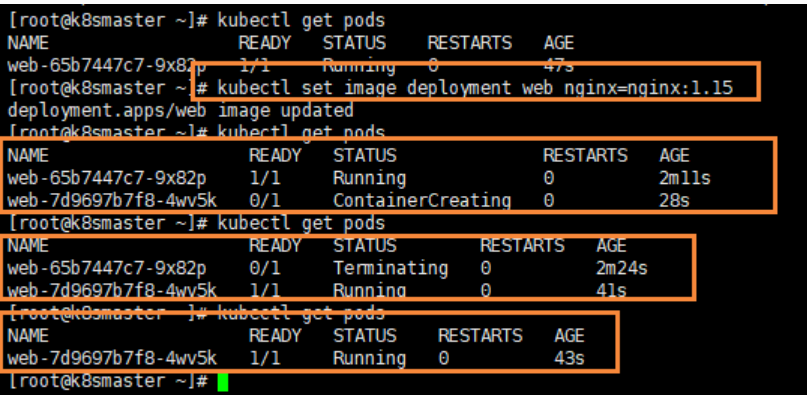 [root@k8smaster ~]# kubectl get pods
NAME READY STATUS RESTARTS AGE
web-65b7447c7-9x82p 1/1 Running 0 47s
[root@k8smaster ~]# kubectl set image deployment web nginx=nginx:1.15
deployment.apps/web image updated
[root@k8smaster ~]# kubectl get pods
NAME READY STATUS RESTARTS AGE
web-65b7447c7-9x82p 1/1 Running 0 2m11s
web-7d9697b7f8-4wv5k 0/1 ContainerCreating 0 28s
[root@k8smaster ~]# kubectl get pods
NAME READY STATUS RESTARTS AGE
web-65b7447c7-9x82p 0/1 Terminating 0 2m24s
web-7d9697b7f8-4wv5k 1/1 Running 0 41s
[root@k8smaster ~]# kubectl get pods
NAME READY STATUS RESTARTS AGE
web-7d9697b7f8-4wv5k 1/1 Running 0 43s
[root@k8smaster ~]#